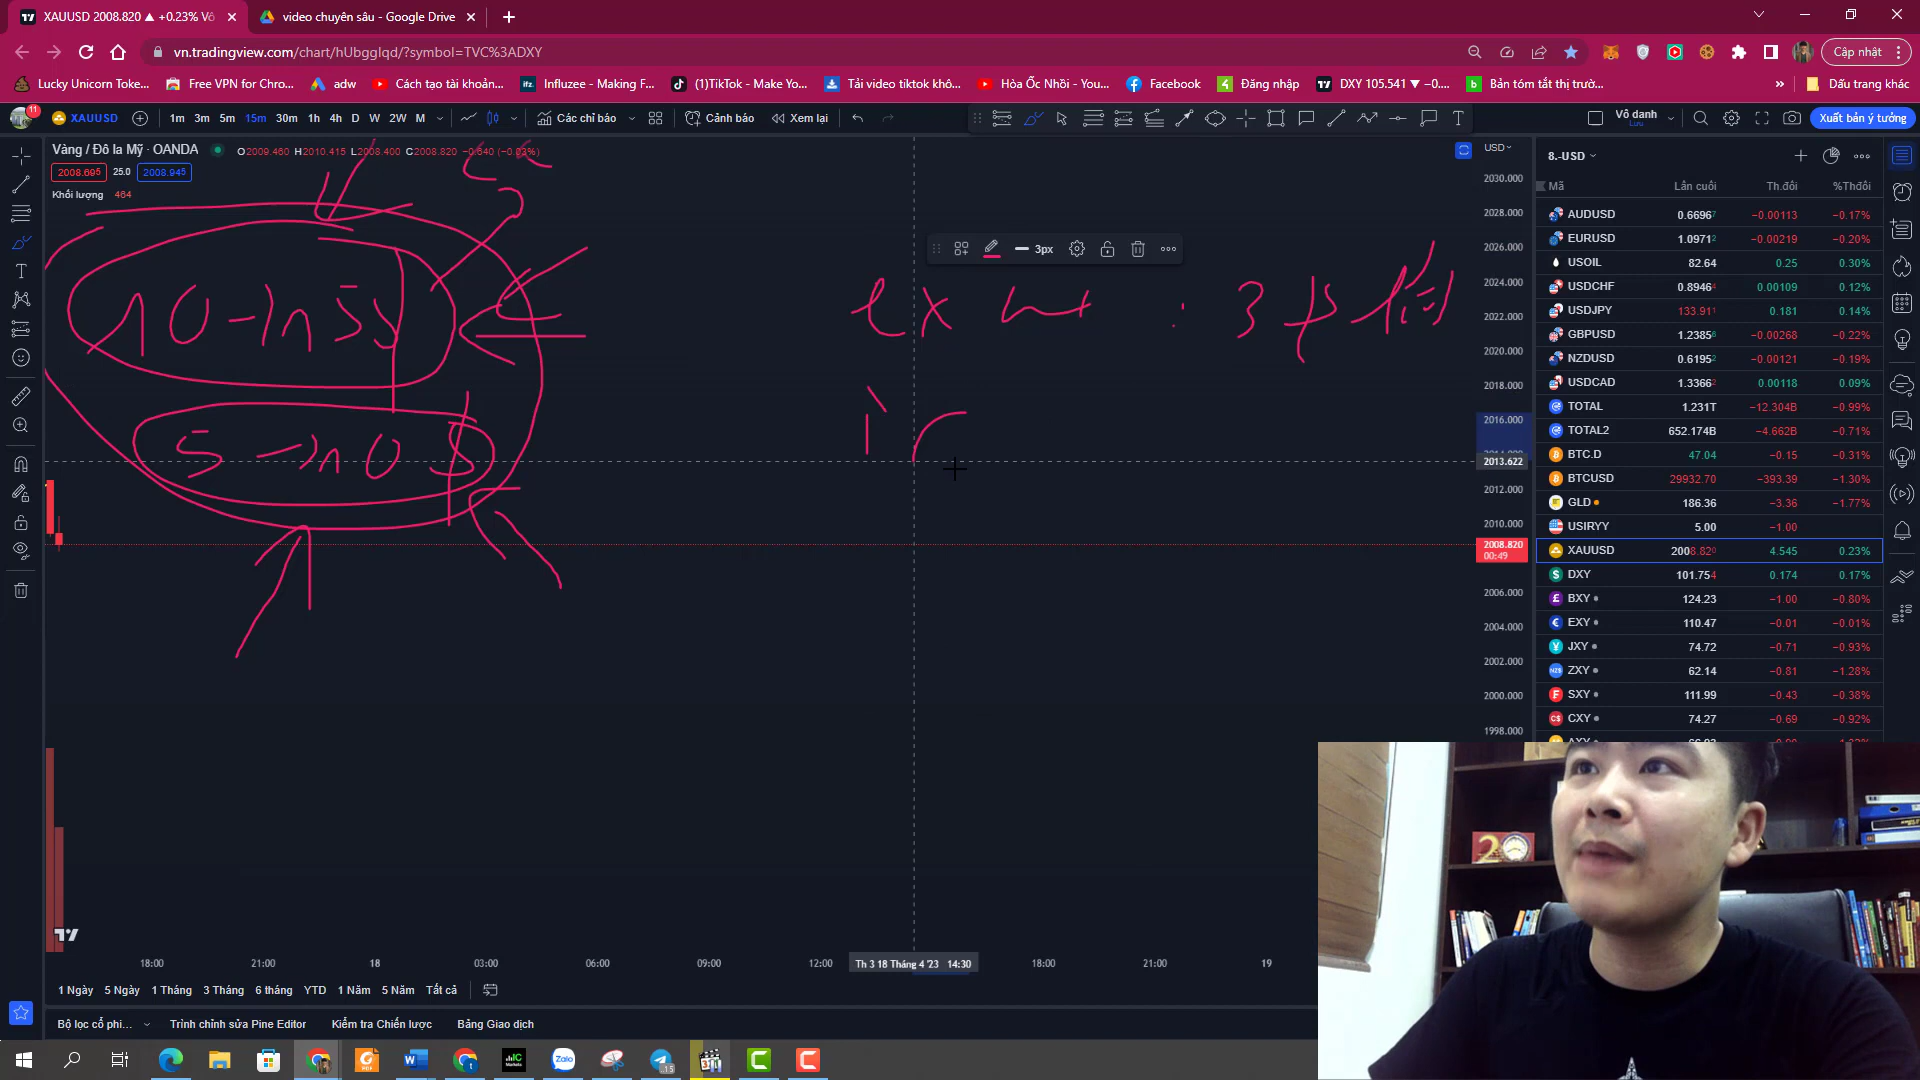 XAUUSD 2008.820 ▲ +0.23% Vô
video chuyên sâu - Google Drive
vn.tradingview.com/chart/hUbggIqd/?symbol=TVC%3ADXY
Cập nhật
Lucky Unicorn Toke...
Free VPN for Chro...
adw
Cách tạo tài khoản...
Influzee - Making F...
(1)TikTok - Make Yo...
Tải video tiktok khô...
Hòa Ốc Nhồi - You...
Facebook
Đăng nhập
DXY 105.541 ▼ −0....
Bản tóm tắt thị trườ...
»
Dấu trang khác
11
XAUUSD
1m 3m 5m 15m 30m 1h 4h D W 2W M
Các chỉ báo
Cảnh báo
Xem lại
Vô danh
Lưu
Xuất bản ý tưởng
Vàng / Đô la Mỹ · OANDA
O2009.460 H2010.415 L2008.400 C2008.820 −0.640 (−0.03%)
2008.695 25.0 2008.945
Khối lượng 464
3px
USD
2030.000
2028.000
2026.000
2024.000
2022.000
2020.000
2018.000
2016.000
2013.622
2012.000
2010.000
2008.820
00:49
2006.000
2004.000
2002.000
2000.000
1998.000
8.-USD
Mã Lần cuối Th.đối %Thđối
AUDUSD 0.66967 −0.00113 −0.17%
EURUSD 1.09712 −0.00219 −0.20%
USOIL 82.64 0.25 0.30%
USDCHF 0.89464 0.00109 0.12%
USDJPY 133.911 0.181 0.14%
GBPUSD 1.23856 −0.00268 −0.22%
NZDUSD 0.61952 −0.00121 −0.19%
USDCAD 1.33662 0.00118 0.09%
TOTAL 1.231T −12.304B −0.99%
TOTAL2 652.174B −4.662B −0.71%
BTC.D 47.04 −0.15 −0.31%
BTCUSD 29932.70 −393.39 −1.30%
GLD 186.36 −3.36 −1.77%
USIRYY 5.00 −1.00
XAUUSD 2008.820 4.545 0.23%
DXY 101.754 0.174 0.17%
BXY 124.23 −1.00 −0.80%
EXY 110.47 −0.01 −0.01%
JXY 74.72 −0.71 −0.93%
ZXY 62.14 −0.81 −1.28%
SXY 111.99 −0.43 −0.38%
CXY 74.27 −0.69 −0.92%
18:00 21:00 18 03:00 06:00 09:00 12:00 Th 3 18 Tháng 4 '23 14:30 18:00 21:00 19
1 Ngày 5 Ngày 1 Tháng 3 Tháng 6 tháng YTD 1 Năm 5 Năm Tất cả
Bộ lọc cổ phi... Trình chỉnh sửa Pine Editor Kiểm tra Chiến lược Bảng Giao dịch